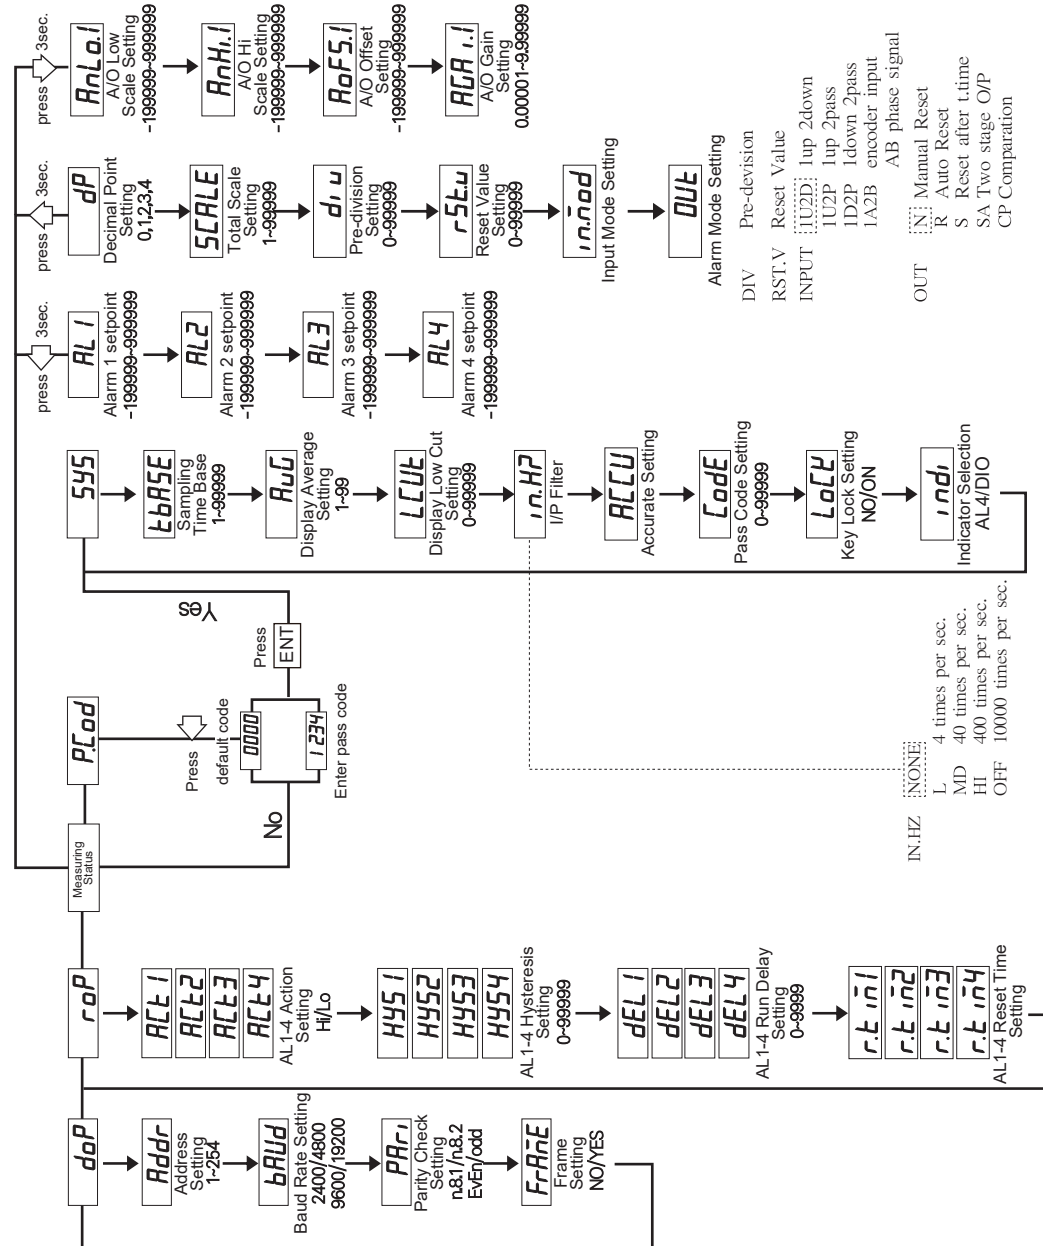 press
3sec.
AnLo.1
A/O Low
Scale Setting
-199999~999999
AnHi.1
A/O Hi
Scale Setting
-199999~999999
AoFS.1
A/O Offset
Setting
-199999~999999
AGAi.1
A/O Gain
Setting
0.00001~9.99999
press
3sec.
dP
Decimal Point
Setting
0,1,2,3,4
SCALE
Total Scale
Setting
1~99999
diu
Pre-division
Setting
0~99999
rSt.u
Reset Value
Setting
0~99999
in.mod
Input Mode Setting
OUt
Alarm Mode Setting
DIV Pre-devision
RST.V Reset Value
INPUT 1U2D 1up 2down
1U2P 1up 2pass
1D2P 1down 2pass
1A2B encoder input
AB phase signal
OUT N Manual Reset
R Auto Reset
S Reset after t.time
SA Two stage O/P
CP Comparation
press
3sec.
AL1
Alarm 1 setpoint
-199999~999999
AL2
Alarm 2 setpoint
-199999~999999
AL3
Alarm 3 setpoint
-199999~999999
AL4
Alarm 4 setpoint
-199999~999999
SYS
tbASE
Sampling
Time Base
1~99999
AuG
Display Average
Setting
1~99
LCUt
Display Low Cut
Setting
0~99999
in.HP
I/P Filter
ACCU
Accurate Setting
CodE
Pass Code Setting
0~99999
LoCK
Key Lock Setting
NO/ON
indi
Indicator Selection
AL4/DIO
Yes
Press
ENT
P.Cod
Press
default code
0000
1234
Enter pass code
No
Measuring
Status
IN.HZ NONE
L 4 times per sec.
MD 40 times per sec.
HI 400 times per sec.
OFF 10000 times per sec.
roP
ACt1
ACt2
ACt3
ACt4
AL1-4 Action
Setting
Hi/Lo
HYS1
HYS2
HYS3
HYS4
AL1-4 Hysteresis
Setting
0~99999
dEL1
dEL2
dEL3
dEL4
AL1-4 Run Delay
Setting
0~9999
r.tim1
r.tim2
r.tim3
r.tim4
AL1-4 Reset Time
Setting
doP
Addr
Address
Setting
1~254
bAUd
Baud Rate Setting
2400/4800
9600/19200
PAri
Parity Check
Setting
n.8.1/n.8.2
EvEn/odd
FrAmE
Frame
Setting
NO/YES